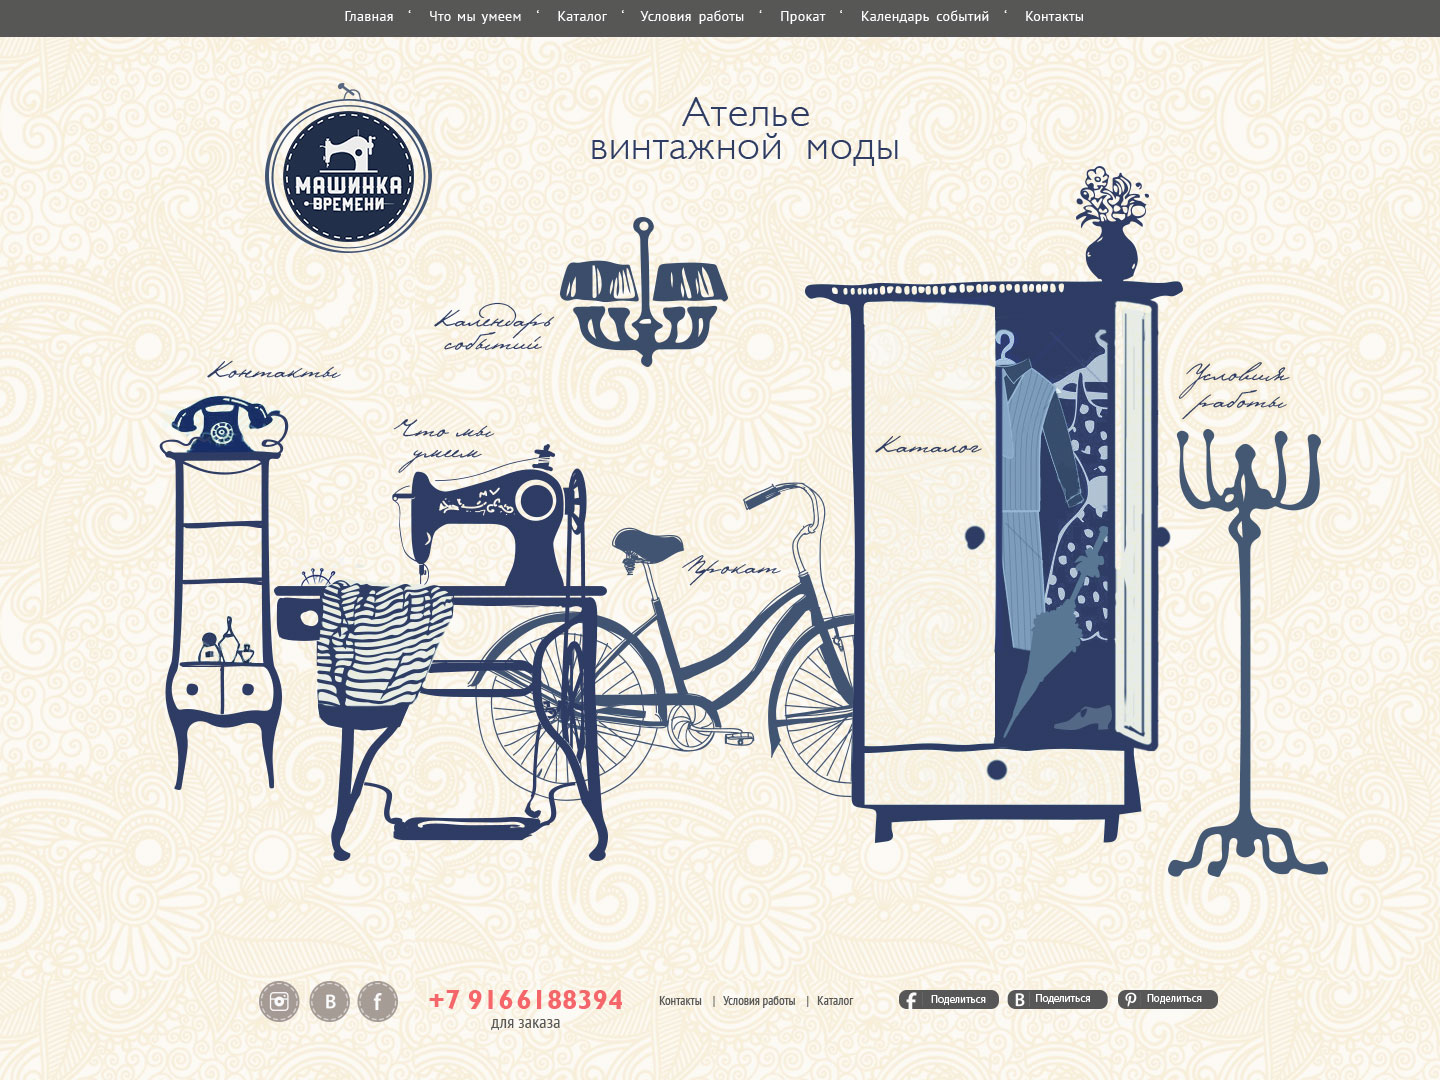 Главная ‘ Что мы умеем ‘ Каталог ‘ Условия работы ‘ Прокат ‘ Календарь событий ‘ Контакты
МАШИНКА
ВРЕМЕНИ
Ателье
винтажной моды
Календарь
событий
Контакты
Что мы
умеем
Условия
работы
Каталог
Прокат
B f +7 9166188394
для заказа
Контакты | Условия работы | Каталог
f Поделиться B Поделиться Поделиться